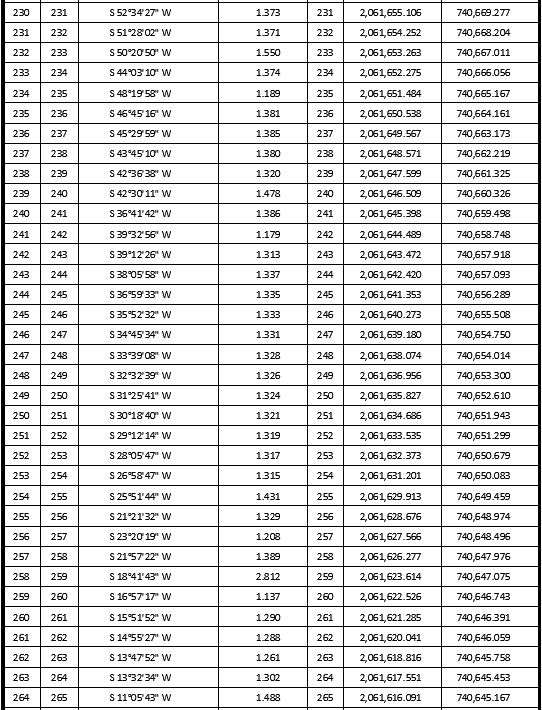 230 231 S 52°34'27" W 1.373 231 2,061,655.106 740,669.277
231 232 S 51°28'02" W 1.371 232 2,061,654.252 740,668.204
232 233 S 50°20'50" W 1.550 233 2,061,653.263 740,667.011
233 234 S 44°03'10" W 1.374 234 2,061,652.275 740,666.056
234 235 S 48°19'58" W 1.189 235 2,061,651.484 740,665.167
235 236 S 46°45'16" W 1.381 236 2,061,650.538 740,664.161
236 237 S 45°29'59" W 1.385 237 2,061,649.567 740,663.173
237 238 S 43°45'10" W 1.380 238 2,061,648.571 740,662.219
238 239 S 42°36'38" W 1.320 239 2,061,647.599 740,661.325
239 240 S 42°30'11" W 1.478 240 2,061,646.509 740,660.326
240 241 S 36°41'42" W 1.386 241 2,061,645.398 740,659.498
241 242 S 39°32'56" W 1.179 242 2,061,644.489 740,658.748
242 243 S 39°12'26" W 1.313 243 2,061,643.472 740,657.918
243 244 S 38°05'58" W 1.337 244 2,061,642.420 740,657.093
244 245 S 36°59'33" W 1.335 245 2,061,641.353 740,656.289
245 246 S 35°52'32" W 1.333 246 2,061,640.273 740,655.508
246 247 S 34°45'34" W 1.331 247 2,061,639.180 740,654.750
247 248 S 33°39'08" W 1.328 248 2,061,638.074 740,654.014
248 249 S 32°32'39" W 1.326 249 2,061,636.956 740,653.300
249 250 S 31°25'41" W 1.324 250 2,061,635.827 740,652.610
250 251 S 30°18'40" W 1.321 251 2,061,634.686 740,651.943
251 252 S 29°12'14" W 1.319 252 2,061,633.535 740,651.299
252 253 S 28°05'47" W 1.317 253 2,061,632.373 740,650.679
253 254 S 26°58'47" W 1.315 254 2,061,631.201 740,650.083
254 255 S 25°51'44" W 1.431 255 2,061,629.913 740,649.459
255 256 S 21°21'32" W 1.329 256 2,061,628.676 740,648.974
256 257 S 23°20'19" W 1.208 257 2,061,627.566 740,648.496
257 258 S 21°57'22" W 1.389 258 2,061,626.277 740,647.976
258 259 S 18°41'43" W 2.812 259 2,061,623.614 740,647.075
259 260 S 16°57'17" W 1.137 260 2,061,622.526 740,646.743
260 261 S 15°51'52" W 1.290 261 2,061,621.285 740,646.391
261 262 S 14°55'27" W 1.288 262 2,061,620.041 740,646.059
262 263 S 13°47'52" W 1.261 263 2,061,618.816 740,645.758
263 264 S 13°32'34" W 1.302 264 2,061,617.551 740,645.453
264 265 S 11°05'43" W 1.488 265 2,061,616.091 740,645.167